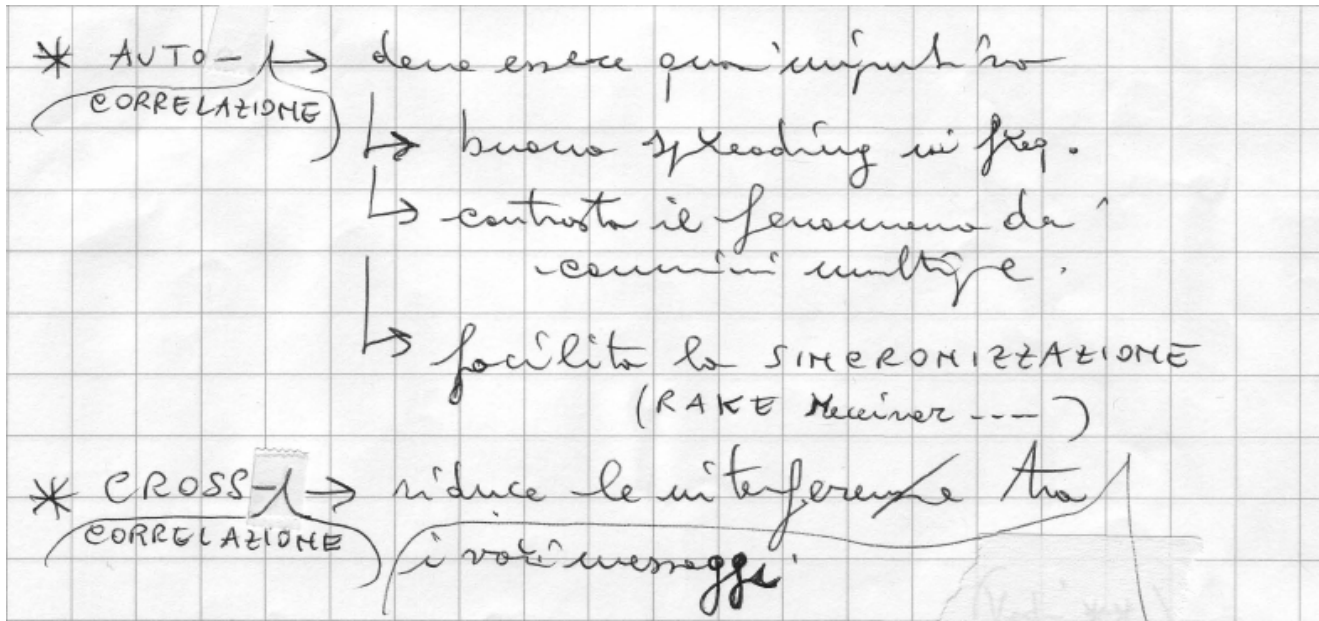 * AUTO-CORRELAZIONE → deve essere quasi impulsiva
↳ buono spreading in freq.
↳ contrasta il fenomeno dei
cammini multipli.
↳ facilita la SINCRONIZZAZIONE
(RAKE Receiver ----)
* CROSS-CORRELAZIONE → riduce le interferenze tra
i vari messaggi.